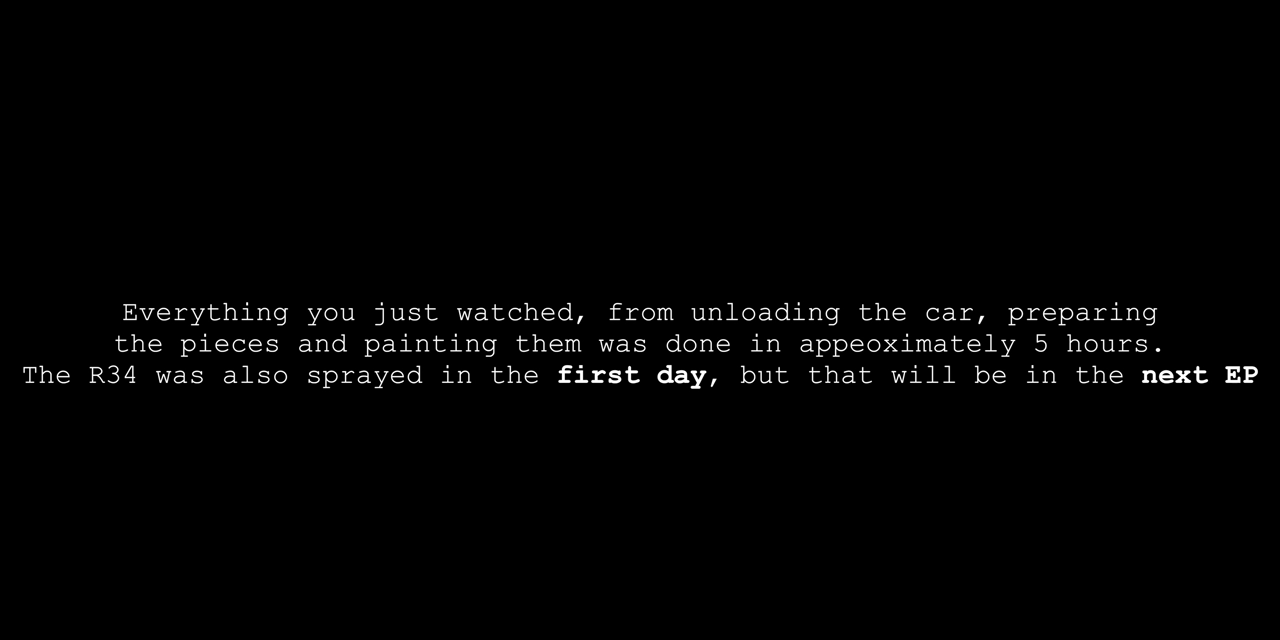 Everything you just watched, from unloading the car, preparing
the pieces and painting them was done in appeoximately 5 hours.
The R34 was also sprayed in the first day, but that will be in the next EP